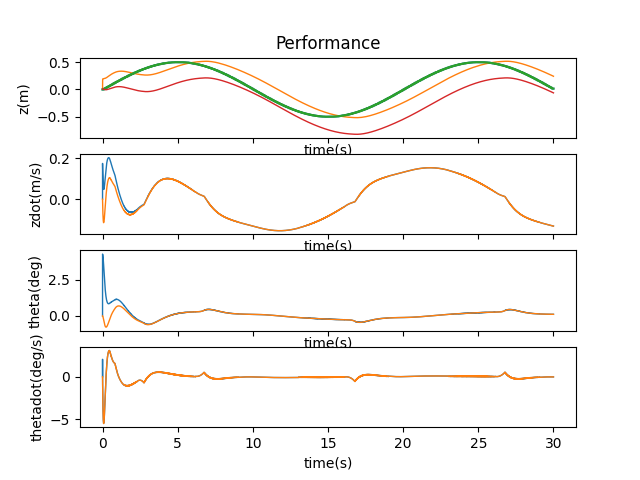 Performance
z(m)
0.5
0.0
−0.5
time(s)
zdot(m/s)
0.2
0.0
time(s)
theta(deg)
2.5
0.0
time(s)
thetadot(deg/s)
0
−5
0 5 10 15 20 25 30
time(s)